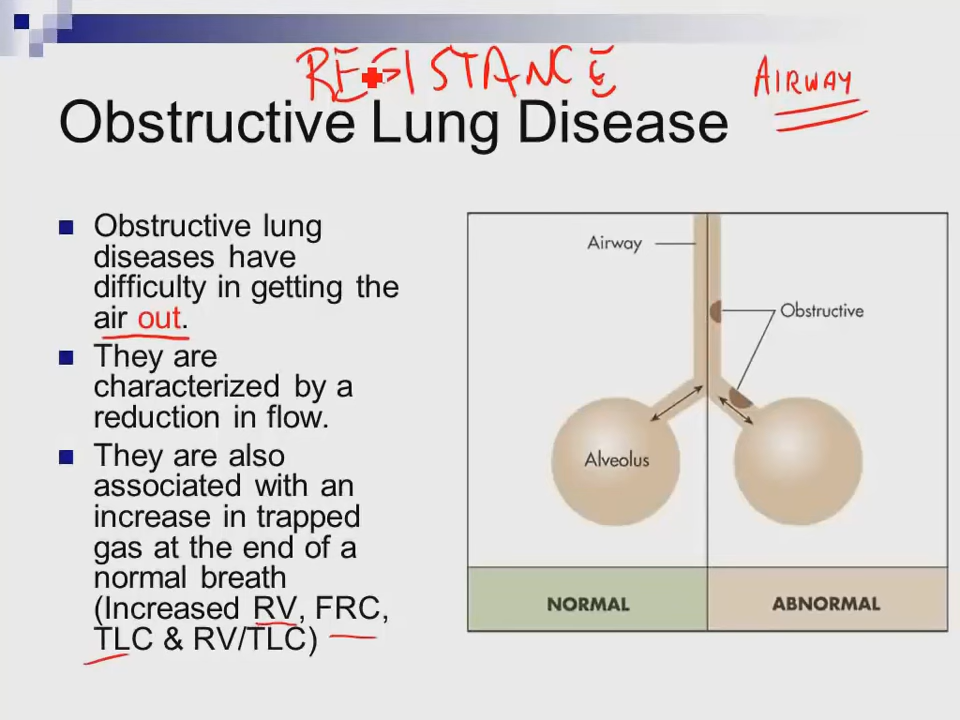 RESISTANCE
AIRWAY
Obstructive Lung Disease
Obstructive lung
diseases have
difficulty in getting the
air out.
They are
characterized by a
reduction in flow.
They are also
associated with an
increase in trapped
gas at the end of a
normal breath
(Increased RV, FRC,
TLC & RV/TLC)
Airway
Obstructive
Alveolus
NORMAL
ABNORMAL